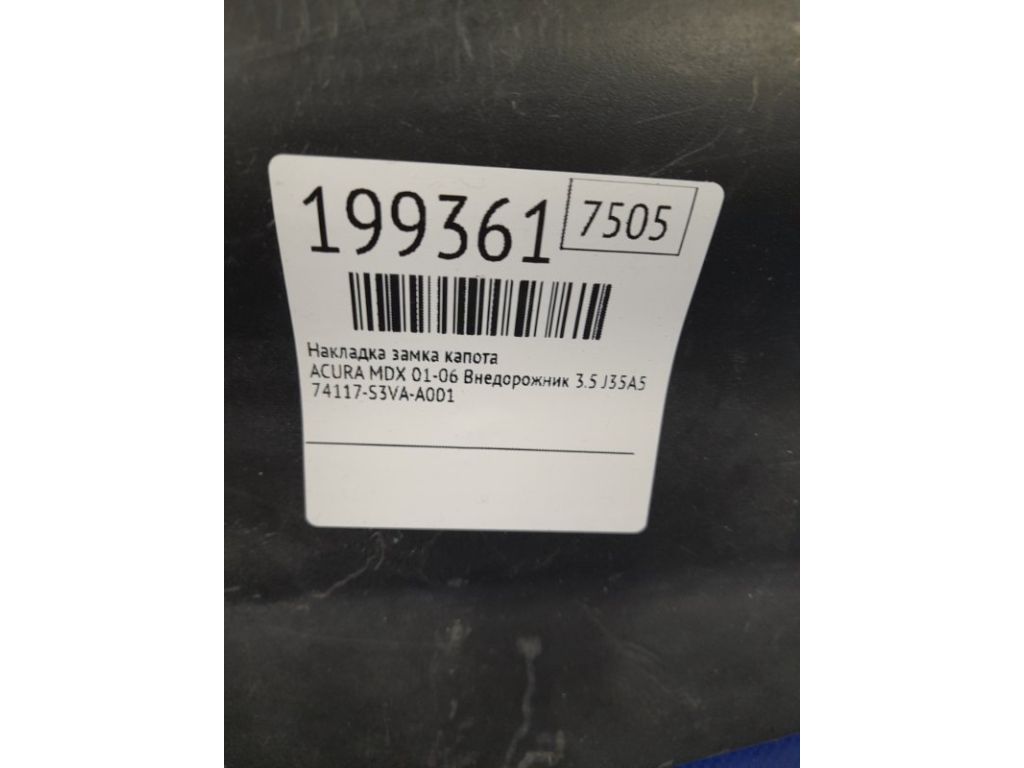 199361 7505
Накладка замка капота
ACURA MDX 01-06 Внедорожник 3.5 J35A5
74117-S3VA-A001